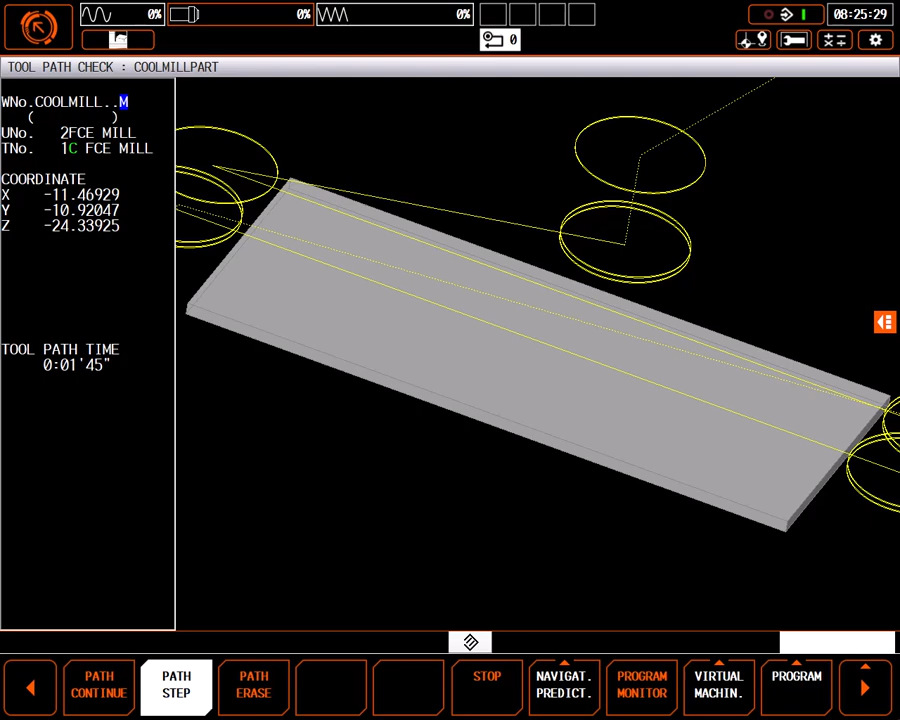 0%
0%
0%
08:25:29
0
TOOL PATH CHECK : COOLMILLPART
WNo.COOLMILL..M
( )
UNo. 2FCE MILL
TNo. 1C FCE MILL
COORDINATE
X -11.46929
Y -10.92047
Z -24.33925
TOOL PATH TIME
0:01'45"
PATH
CONTINUE
PATH
STEP
PATH
ERASE
STOP
NAVIGAT.
PREDICT.
PROGRAM
MONITOR
VIRTUAL
MACHIN.
PROGRAM